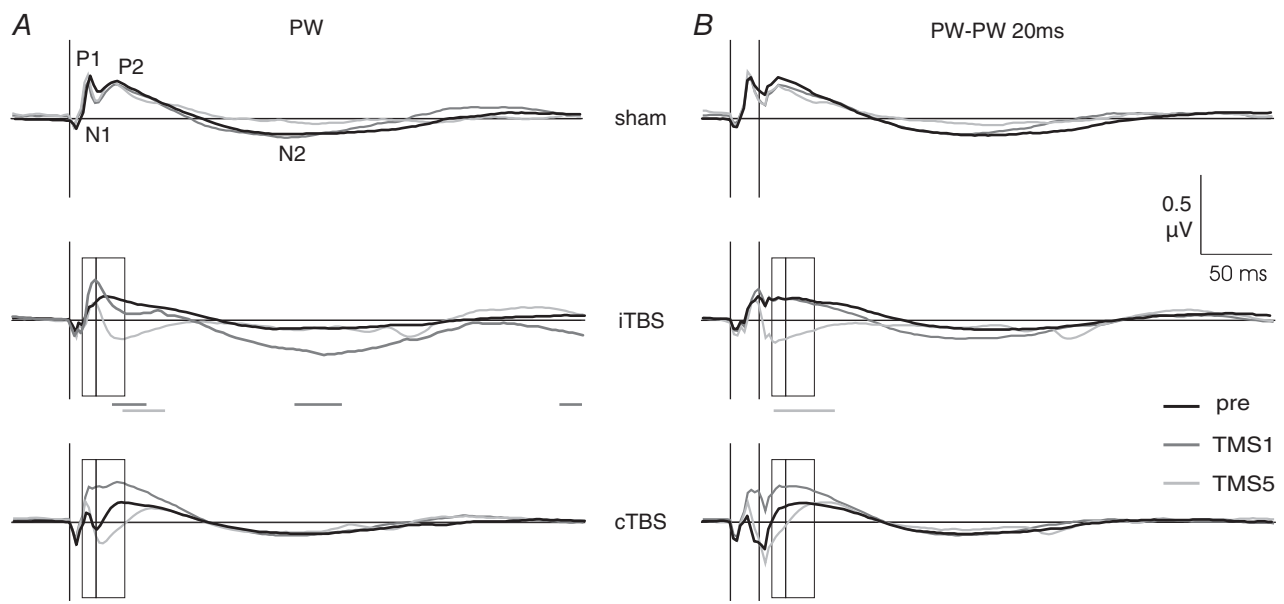 A
PW
P1
P2
N1
N2
sham
B
PW-PW 20ms
0.5
µV
50 ms
iTBS
pre
TMS1
TMS5
cTBS